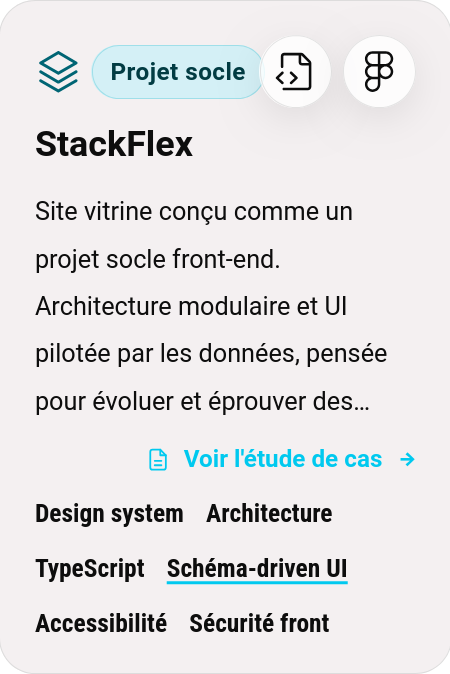 Projet socle
StackFlex
Site vitrine conçu comme un
projet socle front-end.
Architecture modulaire et UI
pilotée par les données, pensée
pour évoluer et éprouver des…
Voir l'étude de cas
Design system Architecture
TypeScript Schéma-driven UI
Accessibilité Sécurité front